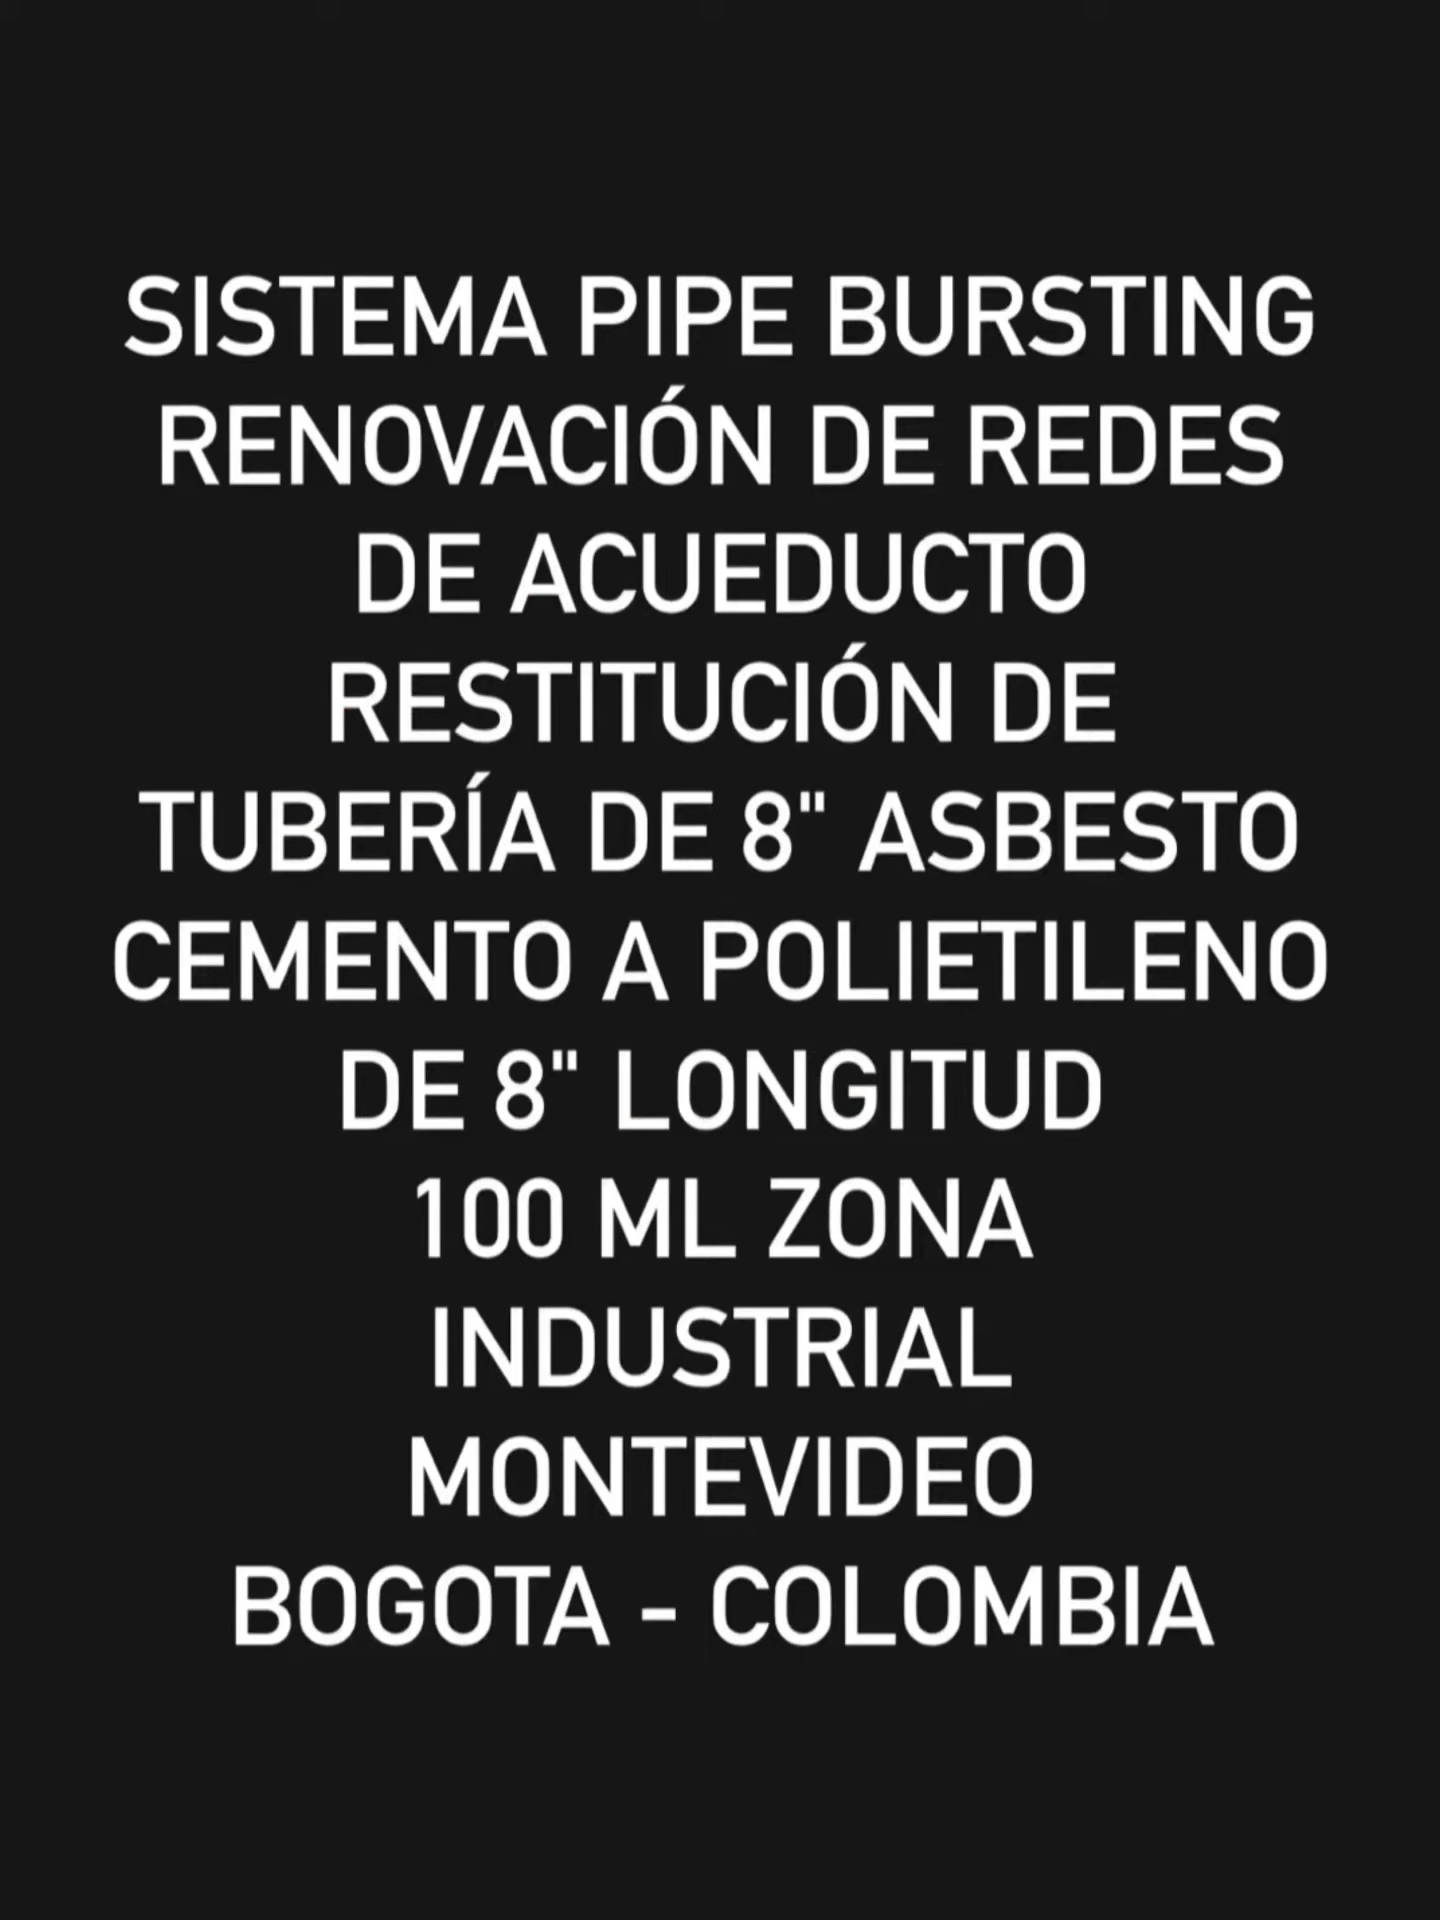 SISTEMA PIPE BURSTING
RENOVACIÓN DE REDES
DE ACUEDUCTO
RESTITUCIÓN DE
TUBERÍA DE 8" ASBESTO
CEMENTO A POLIETILENO
DE 8" LONGITUD
100 ML ZONA
INDUSTRIAL
MONTEVIDEO
BOGOTA - COLOMBIA